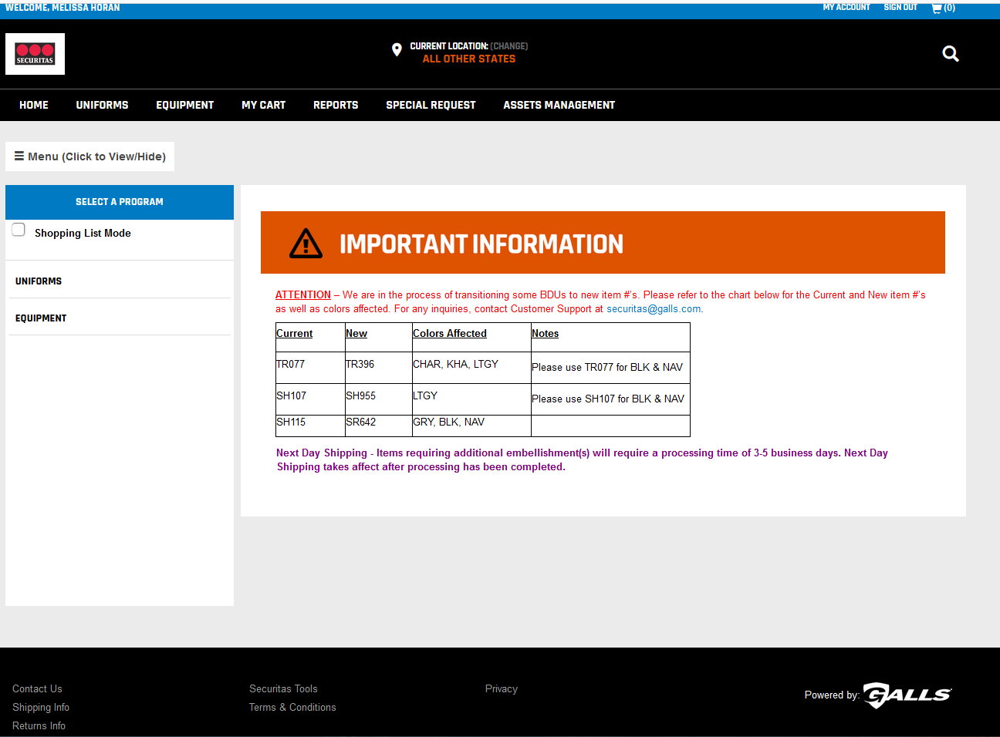 WELCOME, MELISSA HORAN
MY ACCOUNT SIGN OUT (0)
SECURITAS
CURRENT LOCATION: (CHANGE)
ALL OTHER STATES
HOME UNIFORMS EQUIPMENT MY CART REPORTS SPECIAL REQUEST ASSETS MANAGEMENT
Menu (Click to View/Hide)
SELECT A PROGRAM
Shopping List Mode
UNIFORMS
EQUIPMENT
IMPORTANT INFORMATION
ATTENTION – We are in the process of transitioning some BDUs to new item #'s. Please refer to the chart below for the Current and New item #'s
as well as colors affected. For any inquiries, contact Customer Support at securitas@galls.com.
Current New Colors Affected Notes
TR077 TR396 CHAR, KHA, LTGY Please use TR077 for BLK & NAV
SH107 SH955 LTGY Please use SH107 for BLK & NAV
SH115 SR642 GRY, BLK, NAV
Next Day Shipping - Items requiring additional embellishment(s) will require a processing time of 3-5 business days. Next Day
Shipping takes affect after processing has been completed.
Contact Us
Shipping Info
Returns Info
Securitas Tools
Terms & Conditions
Privacy
Powered by: GALLS